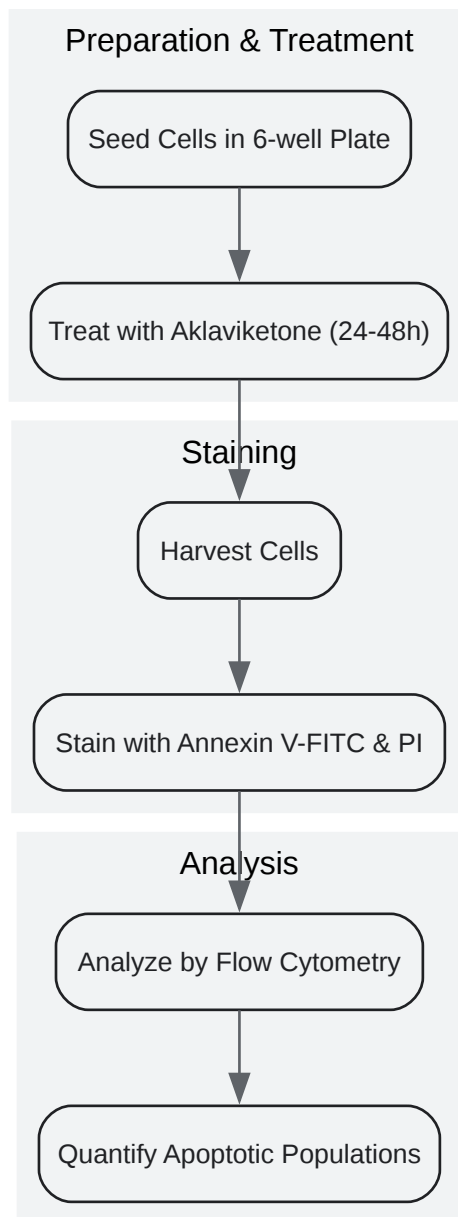 Preparation & Treatment
Seed Cells in 6-well Plate
Treat with Aklaviketone (24-48h)
Staining
Harvest Cells
Stain with Annexin V-FITC & PI
Analysis
Analyze by Flow Cytometry
Quantify Apoptotic Populations